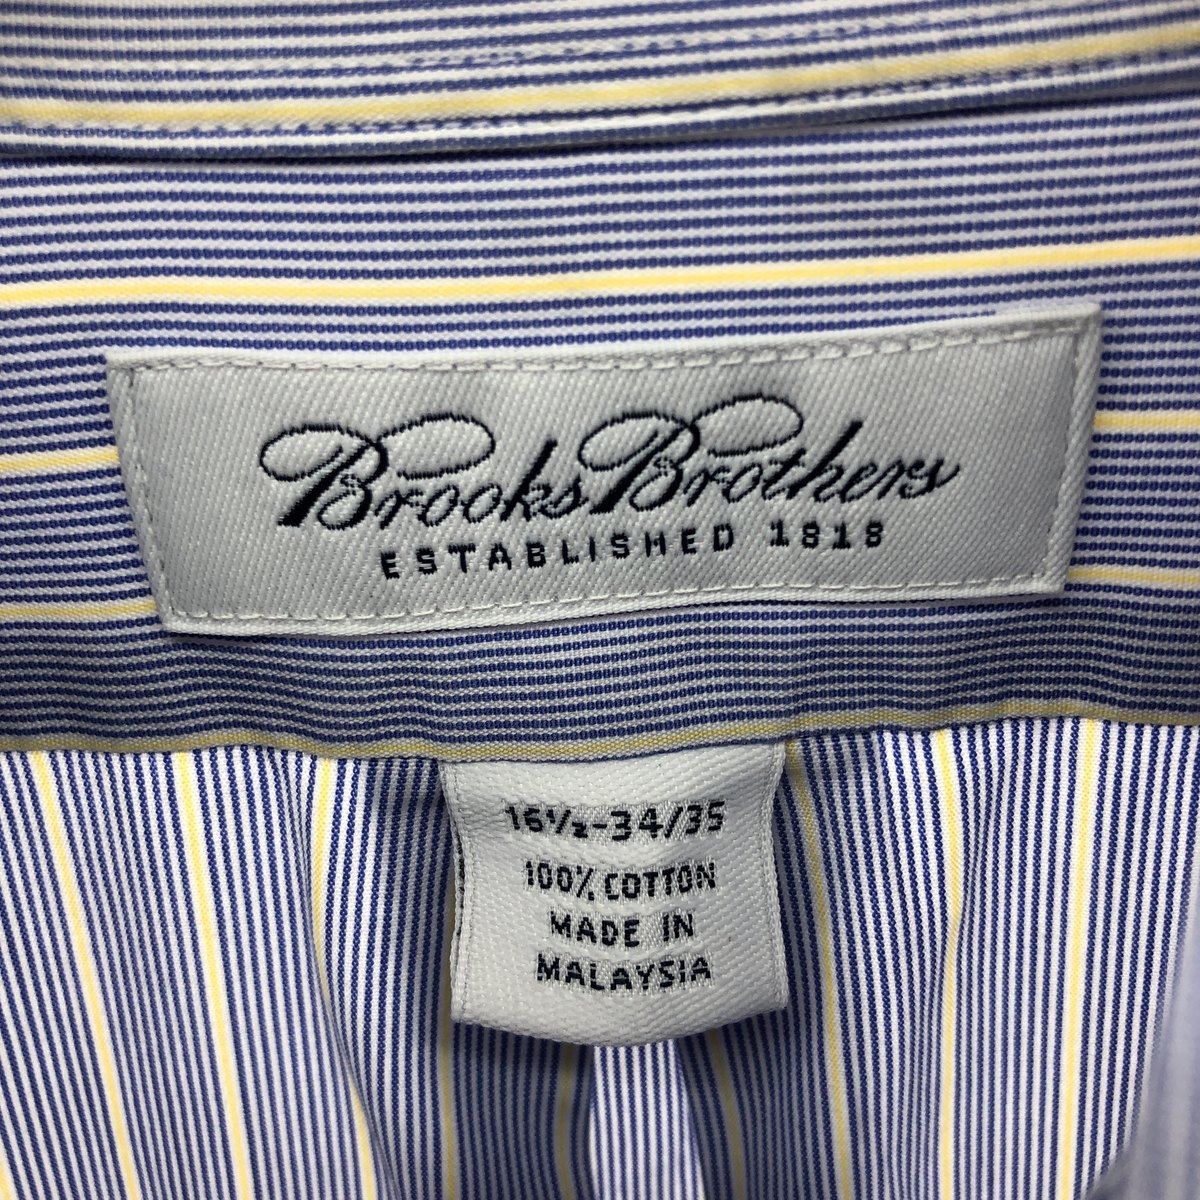 Brooks Brothers
ESTABLISHED 1818
16½-34/35
100% COTTON
MADE IN
MALAYSIA